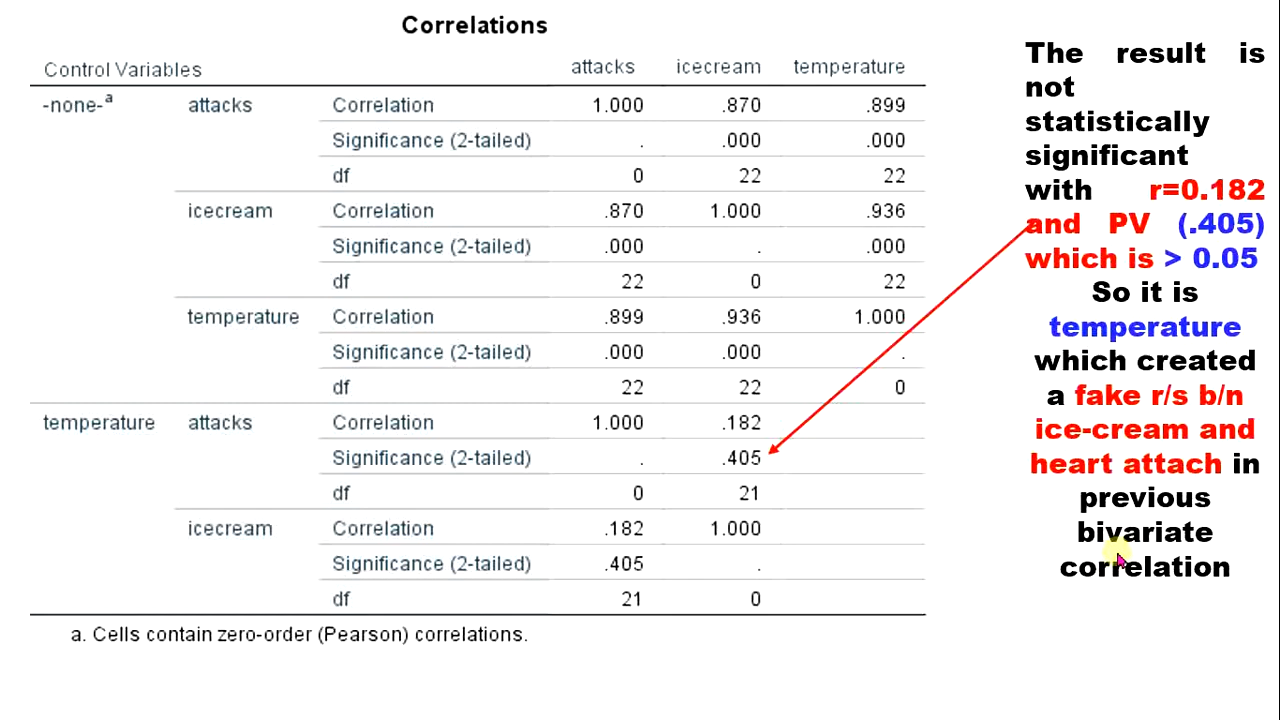 Correlations
Control Variables attacks icecream temperature
-none-a attacks Correlation 1.000 .870 .899
Significance (2-tailed) . .000 .000
df 0 22 22
icecream Correlation .870 1.000 .936
Significance (2-tailed) .000 . .000
df 22 0 22
temperature Correlation .899 .936 1.000
Significance (2-tailed) .000 .000 .
df 22 22 0
temperature attacks Correlation 1.000 .182
Significance (2-tailed) . .405
df 0 21
icecream Correlation .182 1.000
Significance (2-tailed) .405 .
df 21 0
a. Cells contain zero-order (Pearson) correlations.
The result is
not
statistically
significant
with r=0.182
and PV (.405)
which is > 0.05
So it is
temperature
which created
a fake r/s b/n
ice-cream and
heart attach in
previous
bivariate
correlation